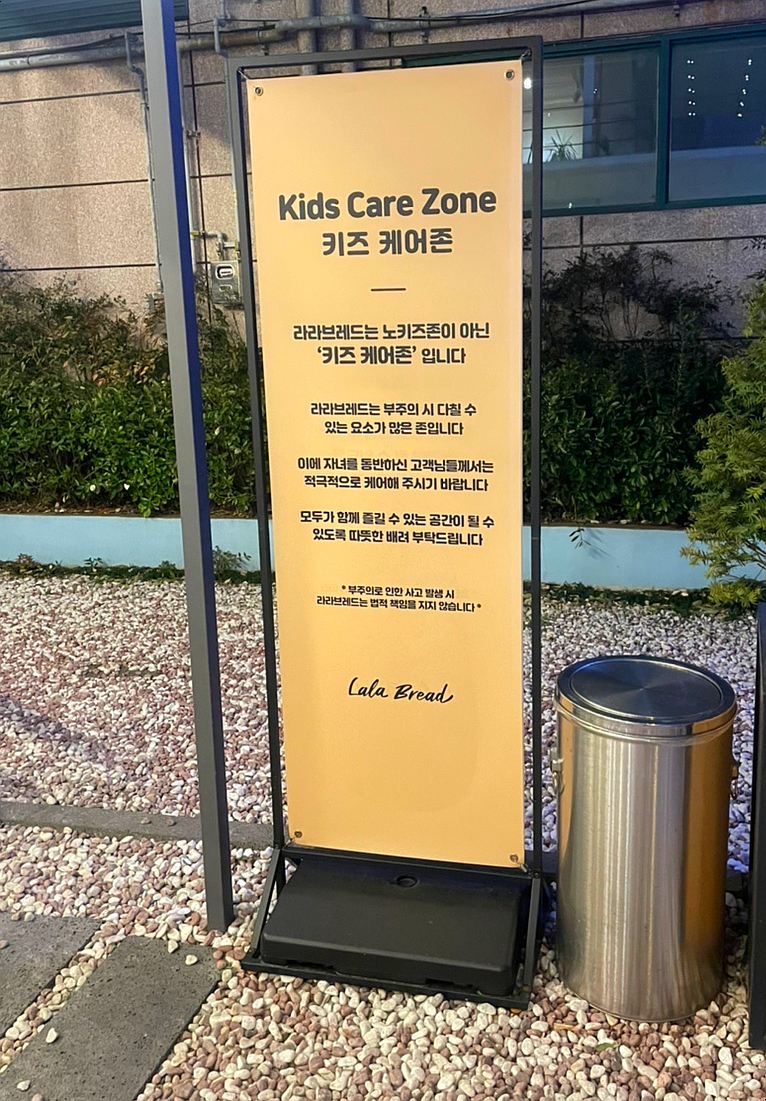 Kids Care Zone
키즈 케어존
라라브레드는 노키즈존이 아닌
‘키즈 케어존’ 입니다
라라브레드는 부주의 시 다칠 수
있는 요소가 많은 존입니다
이에 자녀를 동반하신 고객님들께서는
적극적으로 케어해 주시기 바랍니다
모두가 함께 즐길 수 있는 공간이 될 수
있도록 따뜻한 배려 부탁드립니다
* 부주의로 인한 사고 발생 시
라라브레드는 법적 책임을 지지 않습니다 *
Lala Bread